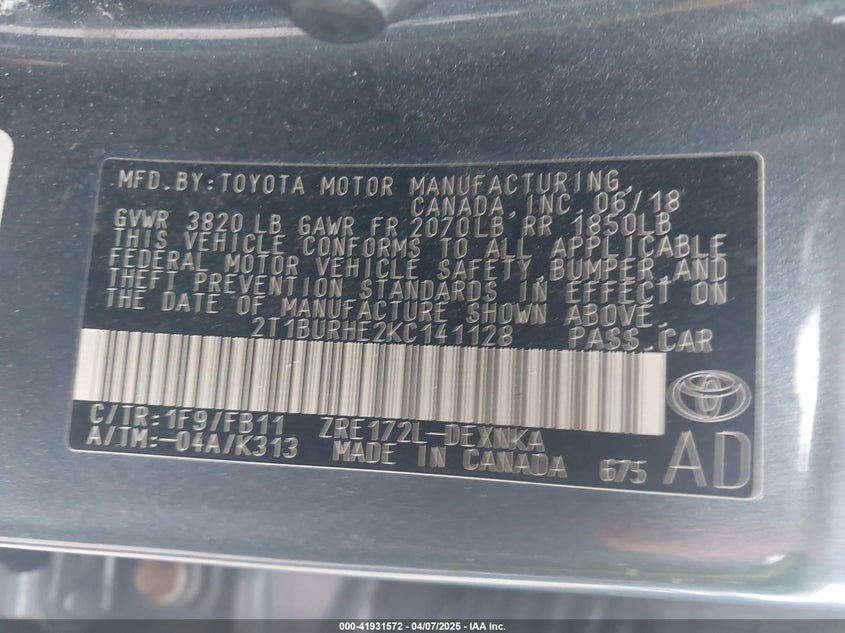 MFD.BY:TOYOTA MOTOR MANUFACTURING,
CANADA,INC. 06/18
GVWR 3820 LB GAWR FR 2070LB RR 1850LB
THIS VEHICLE CONFORMS TO ALL APPLICABLE
FEDERAL MOTOR VEHICLE SAFETY,BUMPER,AND
THEFT PREVENTION STANDARDS IN EFFECT ON
THE DATE OF MANUFACTURE SHOWN ABOVE.
2T1BURHE2KC141128 PASS.CAR
C/TR:1F9/FB11 ZRE172L-DEXNKA
A/TM:-04A/K313 MADE IN CANADA 675
AD
000-41931572 04/07/2025 IAA Inc.